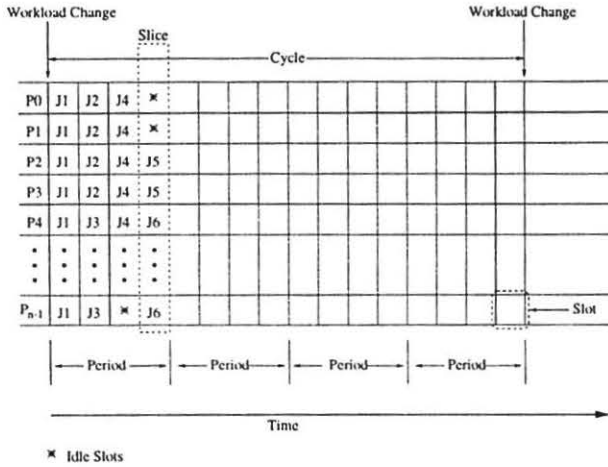 Workload Change Workload Change
Slice
Cycle
P0 J1 J2 J4 *
P1 J1 J2 J4 *
P2 J1 J2 J4 J5
P3 J1 J2 J4 J5
P4 J1 J3 J4 J6
Pn-1 J1 J3 * J6 Slot
Period Period Period Period
Time
* Idle Slots